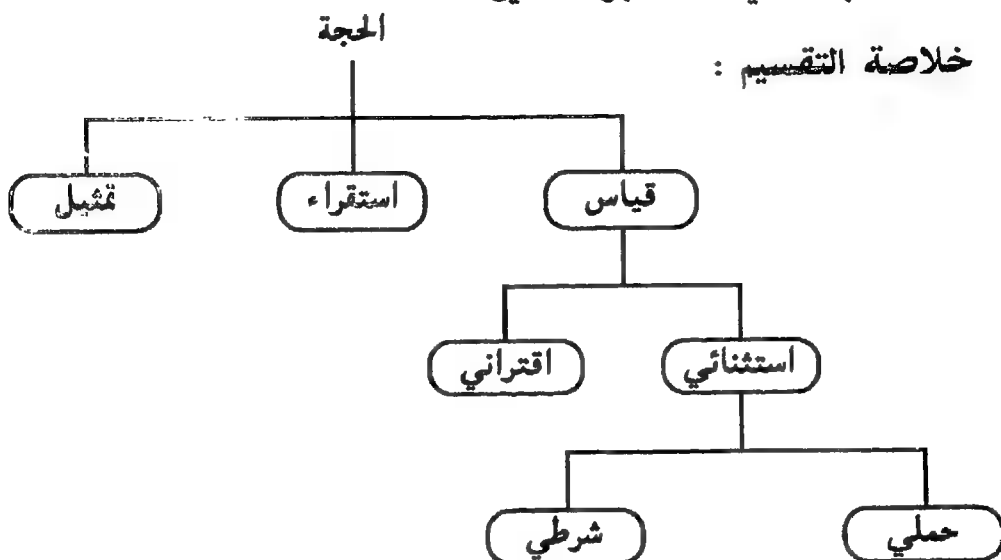 الحجة
خلاصة التقسيم :
قياس
استقراء
تمثيل
استثنائي
اقتراني
حملي
شرطي